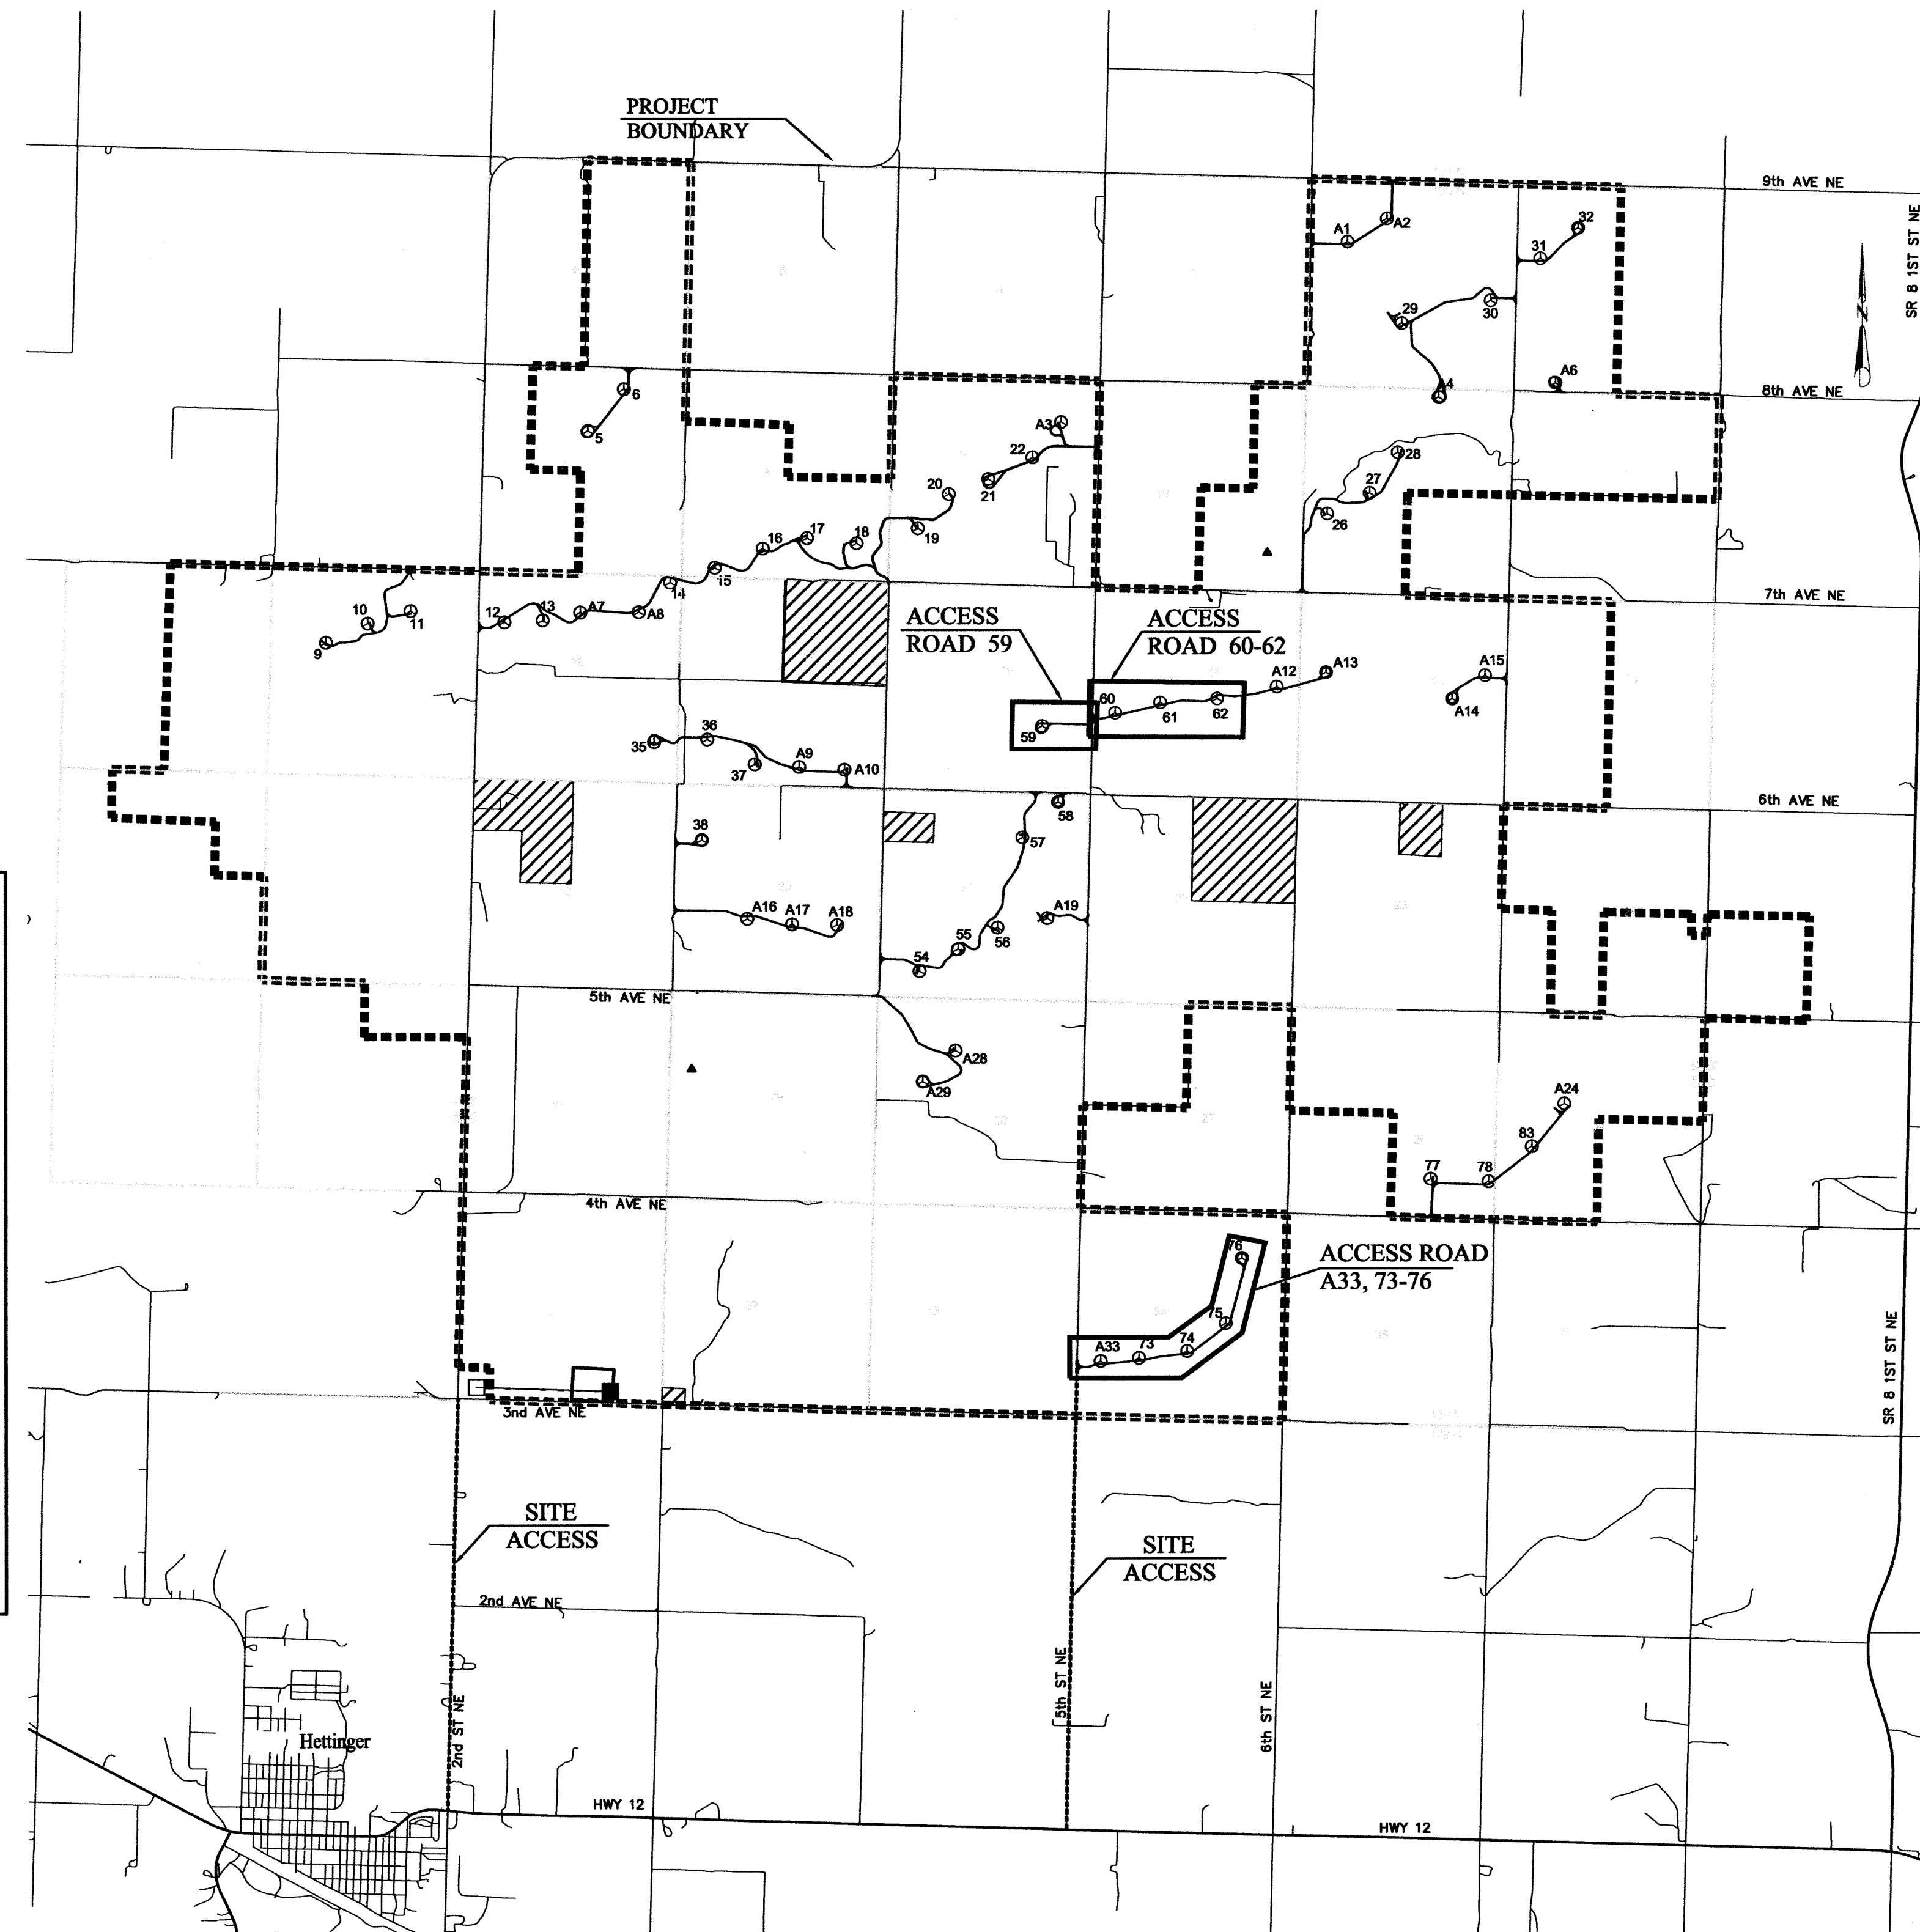 PROJECT
BOUNDARY
9th AVE NE
SR 8 1ST ST NE
32
A2
A1
31
N
30
29
A6
A4
8th AVE NE
6
5
A3
22
28
21
20
27
26
19
17
18
16
15
14
7th AVE NE
10
11
12
13
A7
A8
9
ACCESS
ROAD 59
ACCESS
ROAD 60-62
A13
A15
A12
60
61
62
A14
59
36
35
37
A9
A10
6th AVE NE
58
38
57
A16
A17
A18
A19
56
55
54
5th AVE NE
A28
A29
A24
83
77
78
4th AVE NE
76
ACCESS ROAD
A33, 73-76
75
74
73
A33
SR 8 1ST ST NE
3nd AVE NE
SITE
ACCESS
SITE
ACCESS
2nd AVE NE
5th ST NE
6th ST NE
2nd ST NE
Hettinger
HWY 12
HWY 12